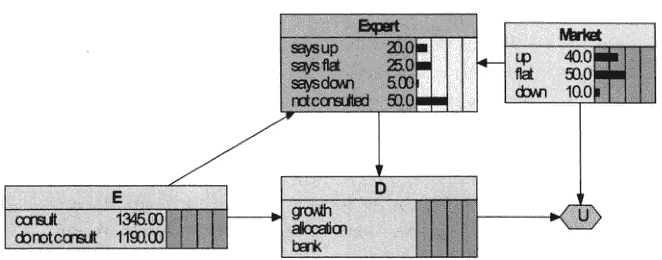 Expert
says up 20.0
says flat 25.0
says down 5.00
not consulted 50.0
Market
up 40.0
flat 50.0
down 10.0
E
consult 1345.00
do not consult 1190.00
D
growth
allocation
bank
U